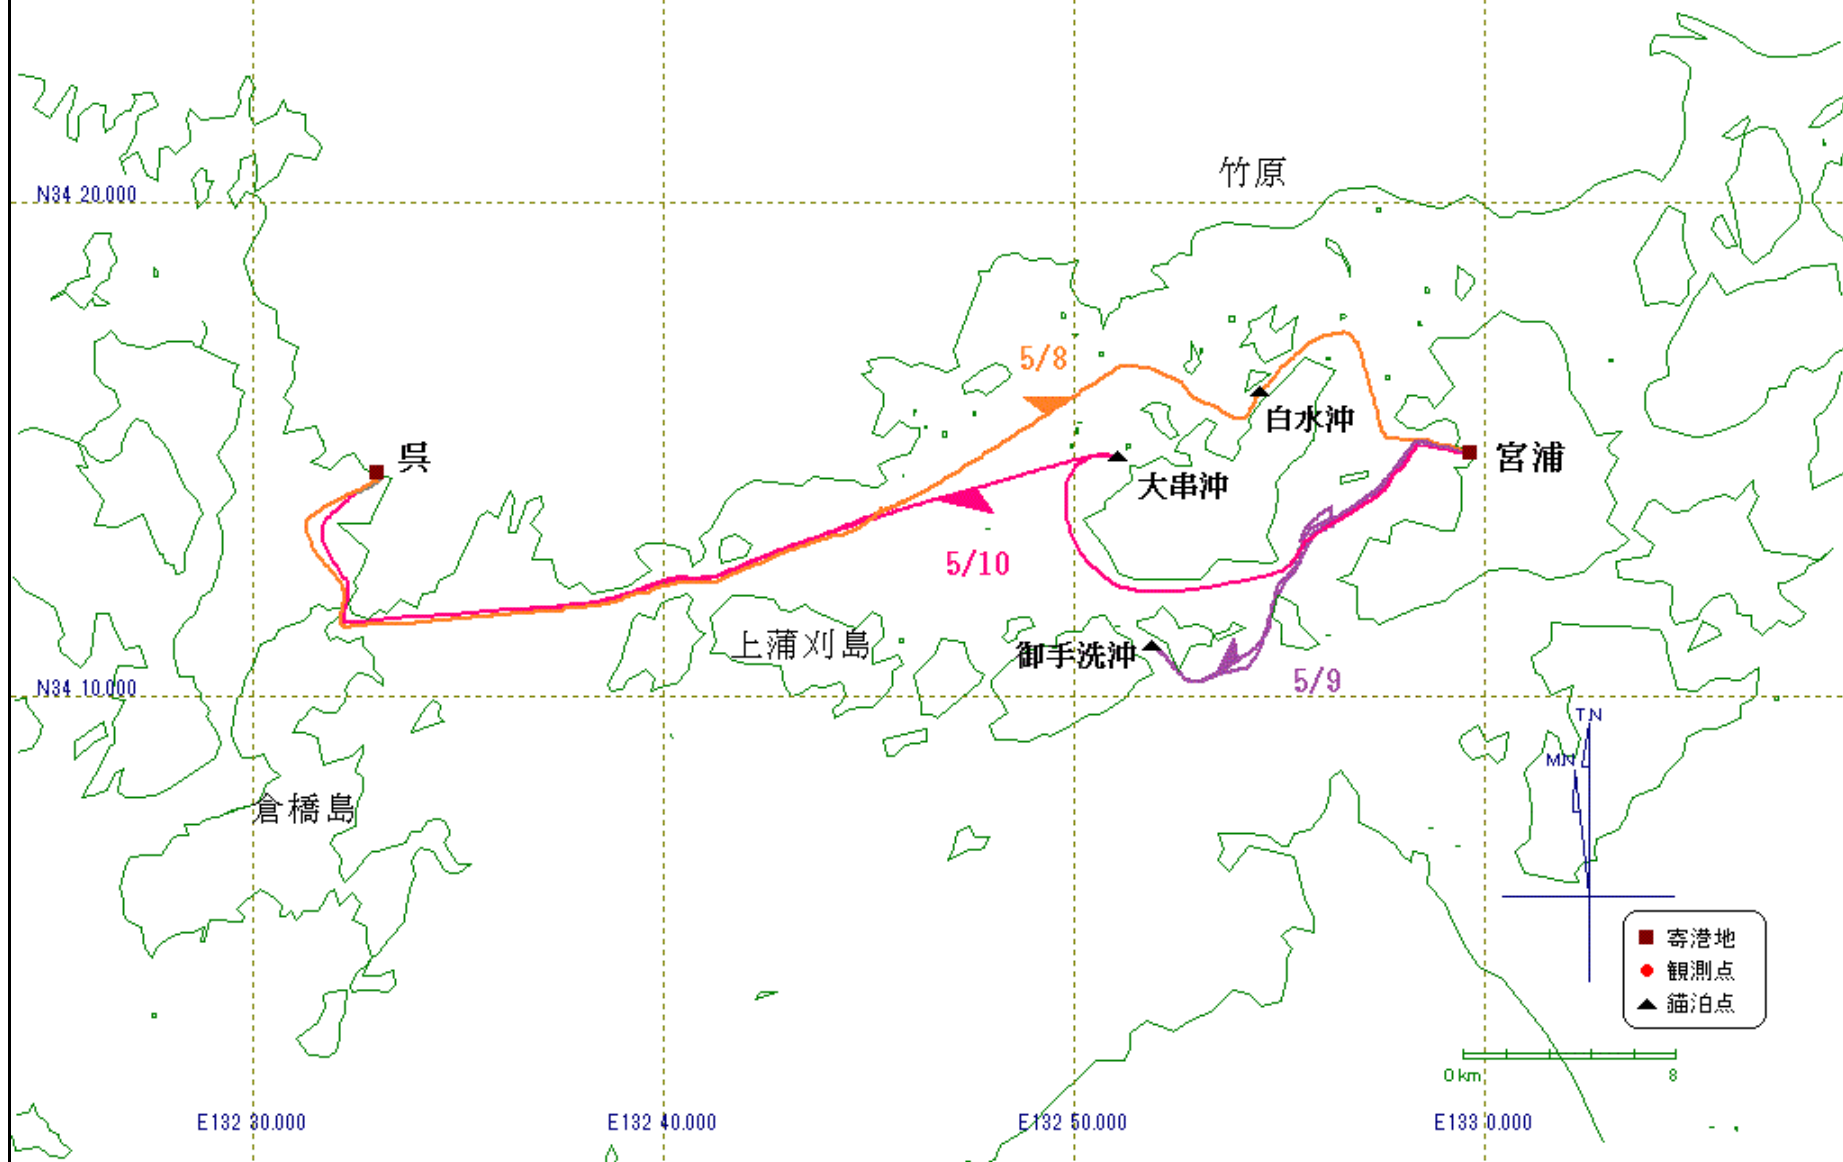 竹原
N34 20.000
5/8
白水沖
呉
宮浦
大串沖
5/10
上蒲刈島
御手洗沖
5/9
N34 10.000
TN
MN
倉橋島
寄港地
観測点
錨泊点
0km
8
E132 30.000
E132 40.000
E132 50.000
E133 0.000